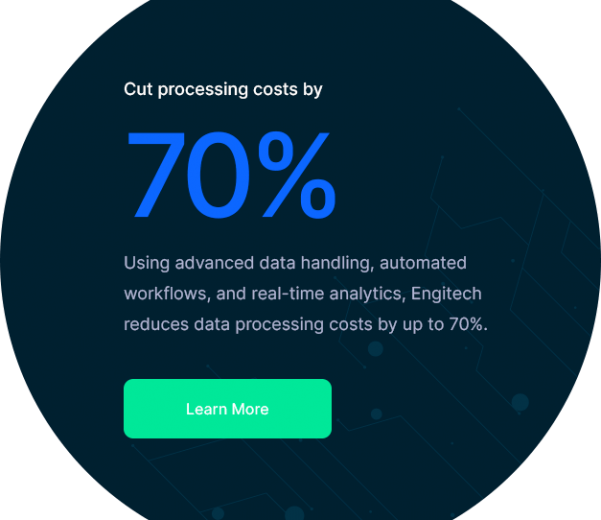 Cut processing costs by
70%
Using advanced data handling, automated
workflows, and real-time analytics, Engitech
reduces data processing costs by up to 70%.
Learn More